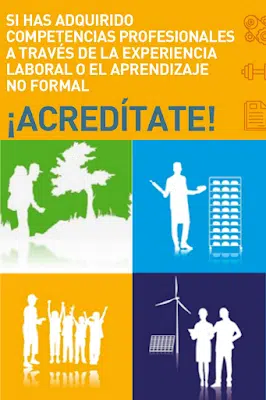 SI HAS ADQUIRIDO
COMPETENCIAS PROFESIONALES
A TRAVÉS DE LA EXPERIENCIA
LABORAL O EL APRENDIZAJE
NO FORMAL
¡ACREDÍTATE!